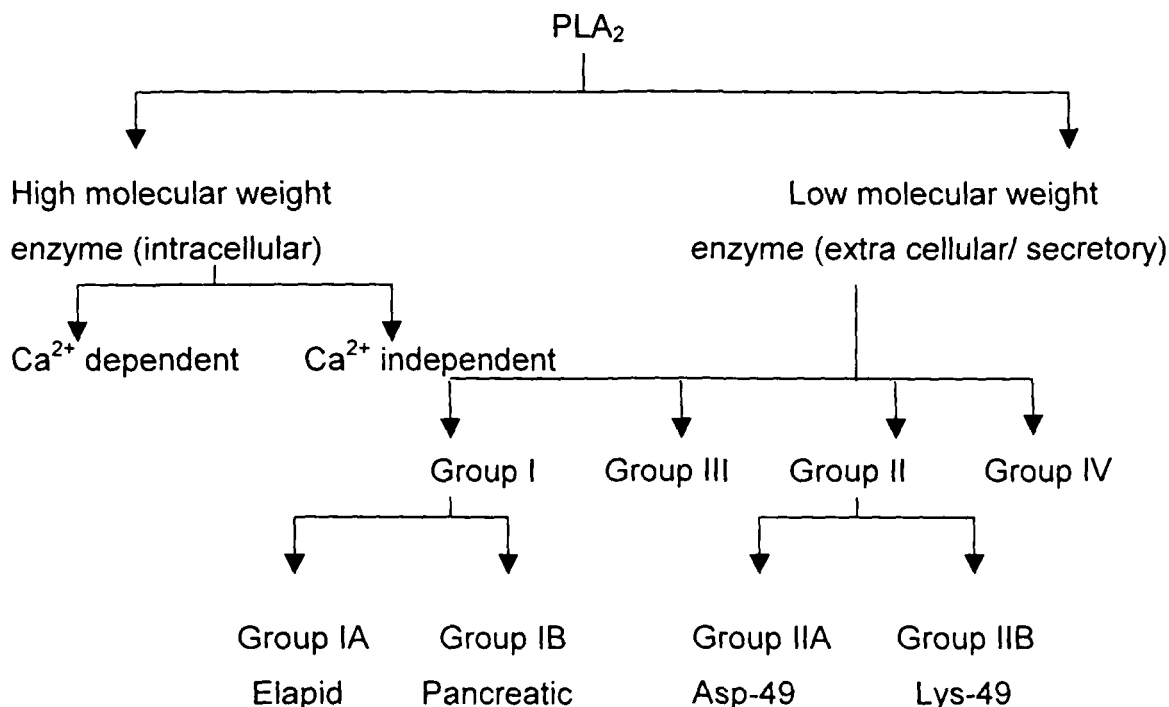 PLA₂
High molecular weight
enzyme (intracellular)
Low molecular weight
enzyme (extra cellular/ secretory)
Ca²⁺ dependent
Ca²⁺ independent
Group I
Group III
Group II
Group IV
Group IA
Elapid
Group IB
Pancreatic
Group IIA
Asp-49
Group IIB
Lys-49